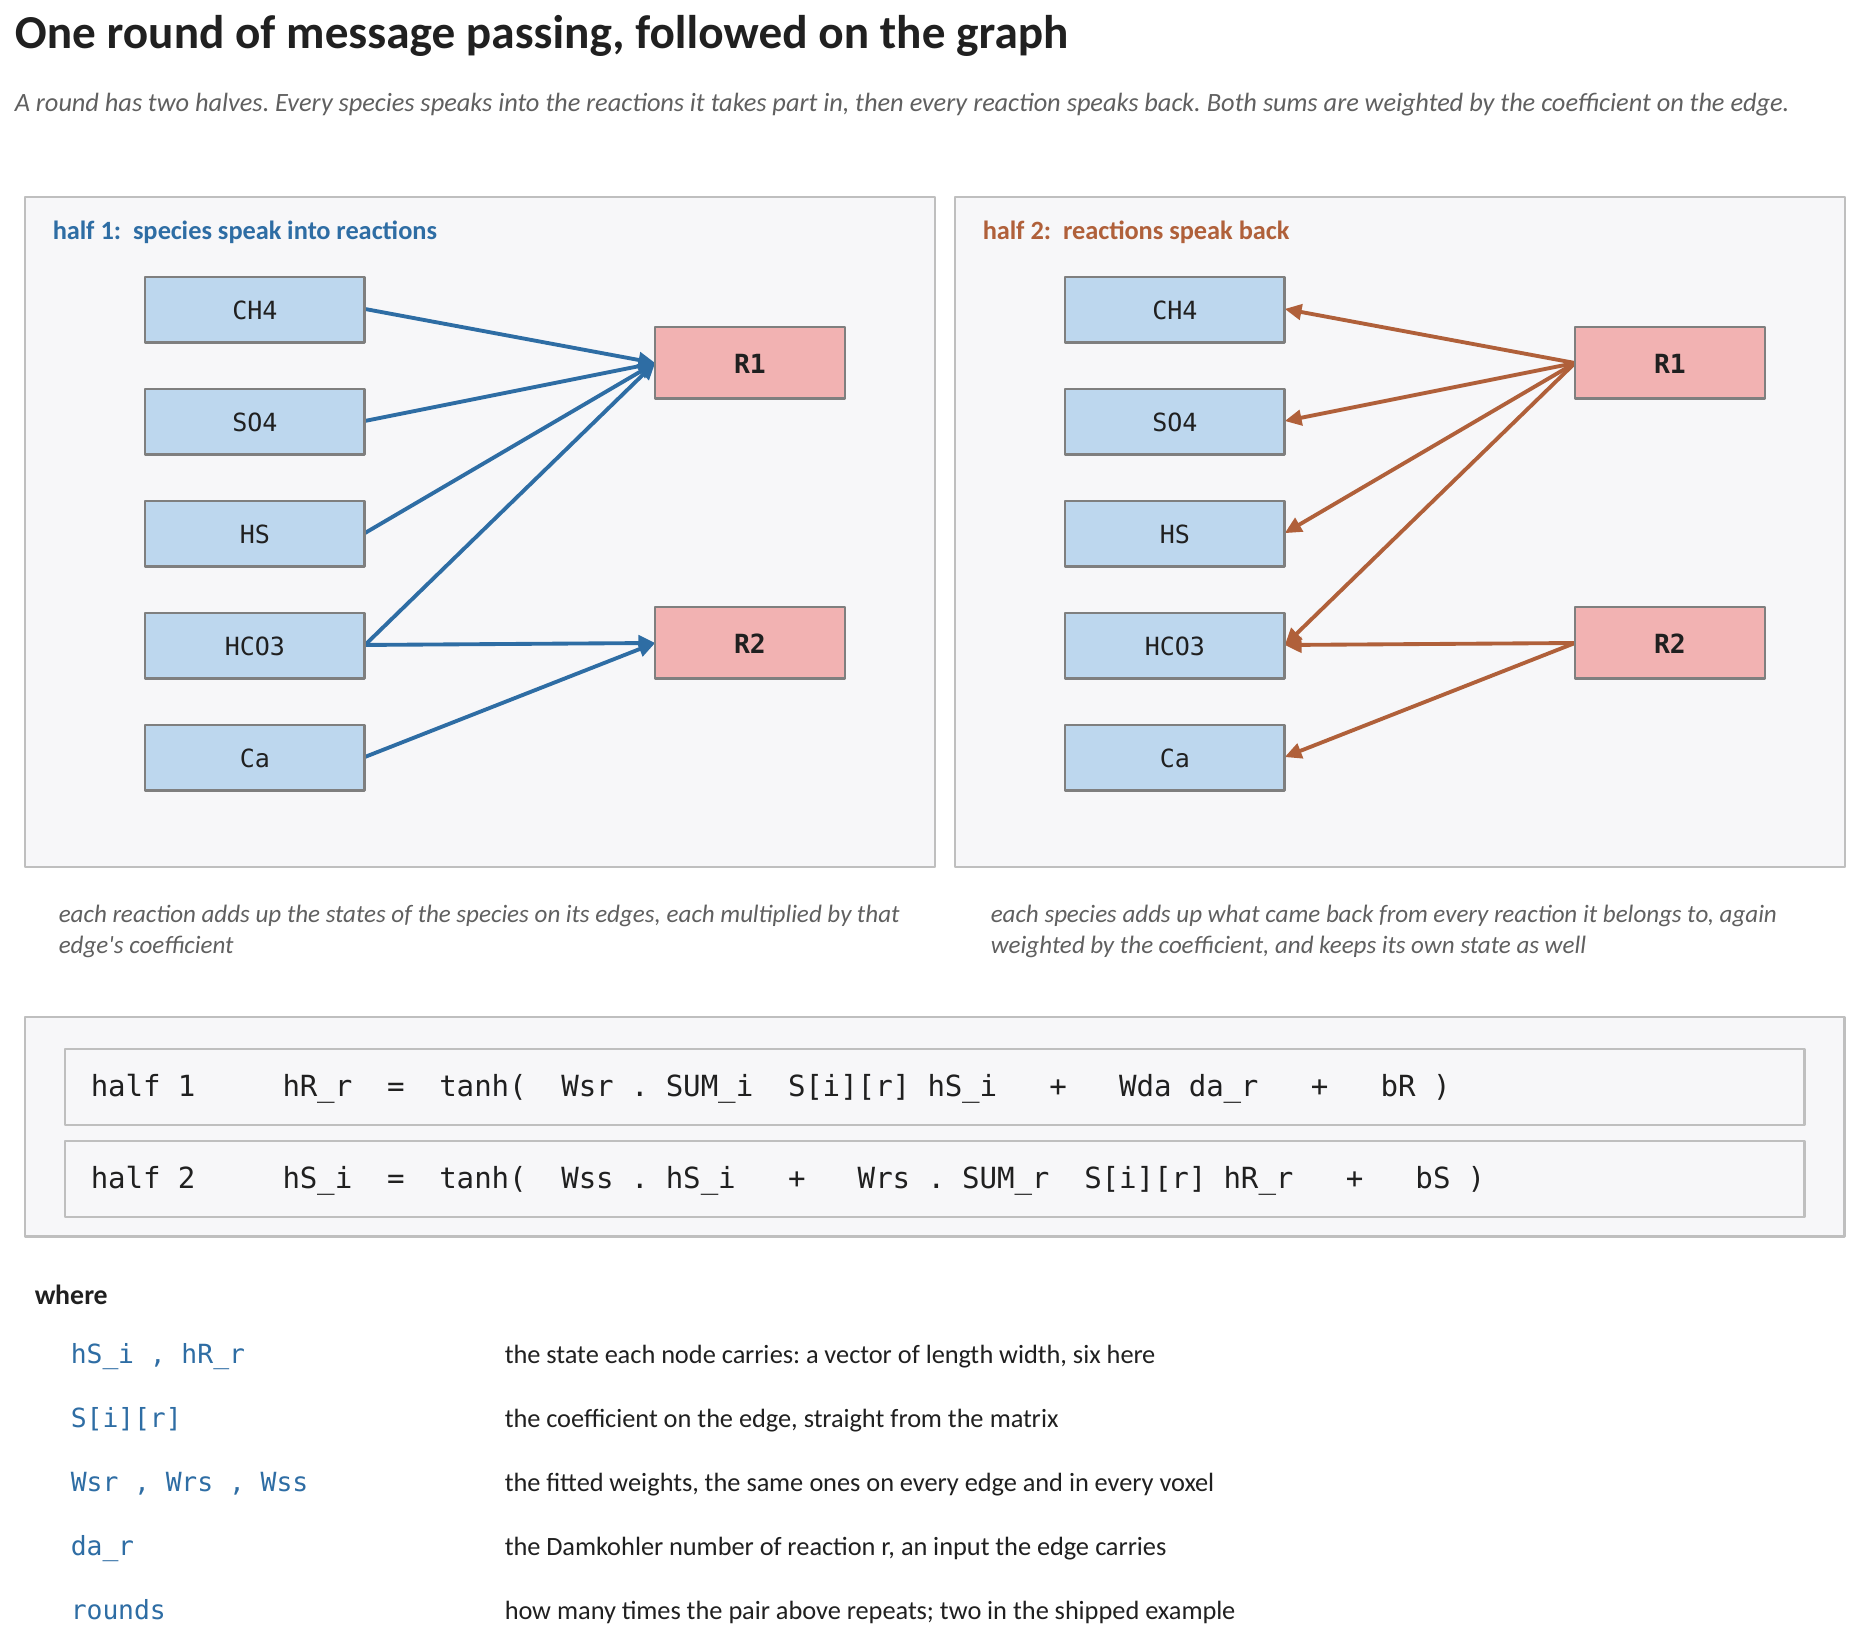 One round of message passing, followed on the graph
A round has two halves. Every species speaks into the reactions it takes part in, then every reaction speaks back. Both sums are weighted by the coefficient on the edge.
half 1:  species speak into reactions
CH4
SO4
HS
HCO3
Ca
R1
R2
half 2:  reactions speak back
CH4
SO4
HS
HCO3
Ca
R1
R2
each reaction adds up the states of the species on its edges, each multiplied by that
edge's coefficient
each species adds up what came back from every reaction it belongs to, again
weighted by the coefficient, and keeps its own state as well
half 1     hR_r  =  tanh(  Wsr . SUM_i  S[i][r] hS_i   +   Wda da_r   +   bR )
half 2     hS_i  =  tanh(  Wss . hS_i   +   Wrs . SUM_r  S[i][r] hR_r   +   bS )
where
hS_i , hR_r    the state each node carries: a vector of length width, six here
S[i][r]    the coefficient on the edge, straight from the matrix
Wsr , Wrs , Wss    the fitted weights, the same ones on every edge and in every voxel
da_r    the Damkohler number of reaction r, an input the edge carries
rounds    how many times the pair above repeats; two in the shipped example